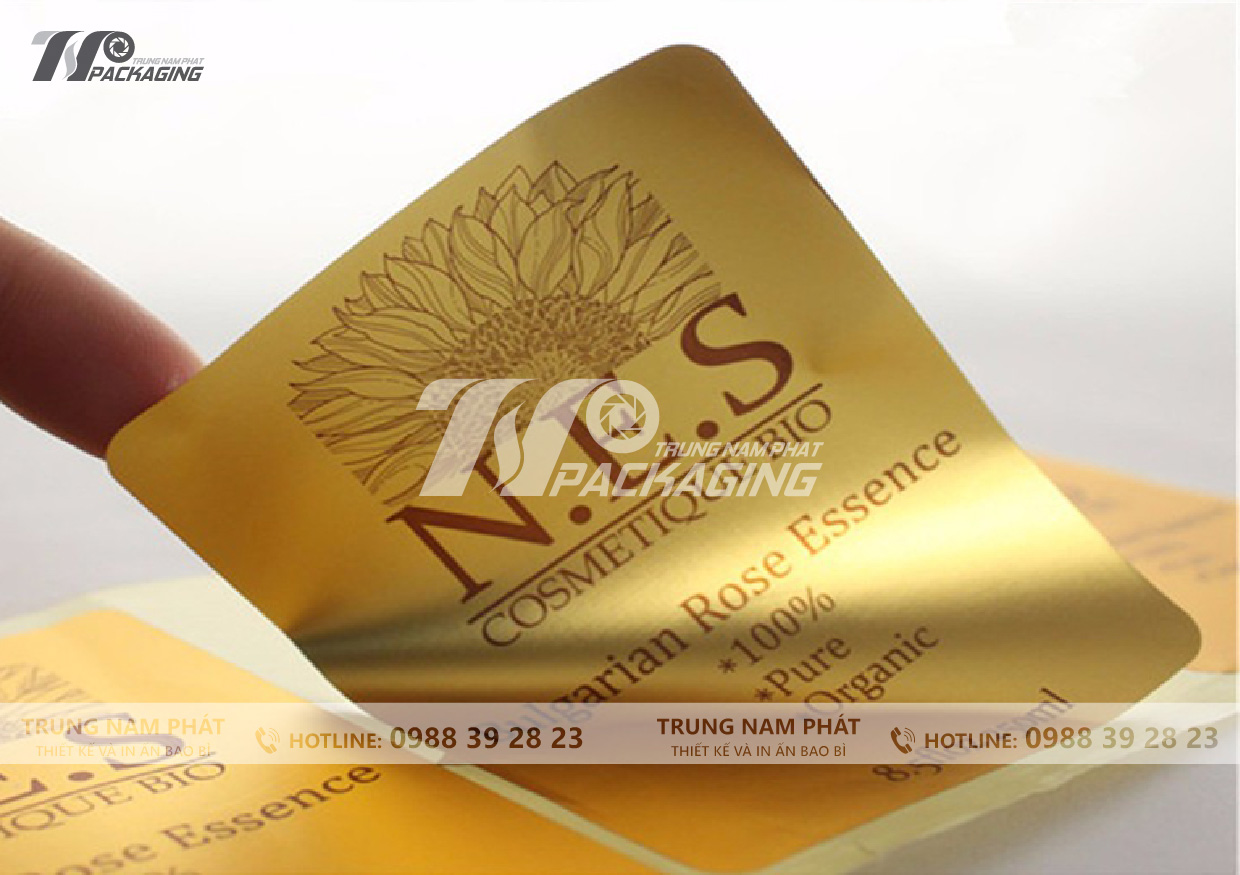 TRUNG NAM PHAT
PACKAGING
N.E.S
COSMETIQUE BIO
TRUNG NAM PHAT
PACKAGING
Bulgarian Rose Essence
*100%
*Pure
Organic
TRUNG NAM PHÁT
THIẾT KẾ VÀ IN ẤN BAO BÌ
HOTLINE: 0988 39 28 23
TRUNG NAM PHÁT
THIẾT KẾ VÀ IN ẤN BAO BÌ
HOTLINE: 0988 39 28 23
E.S
IQUE BIO
Rose Essence